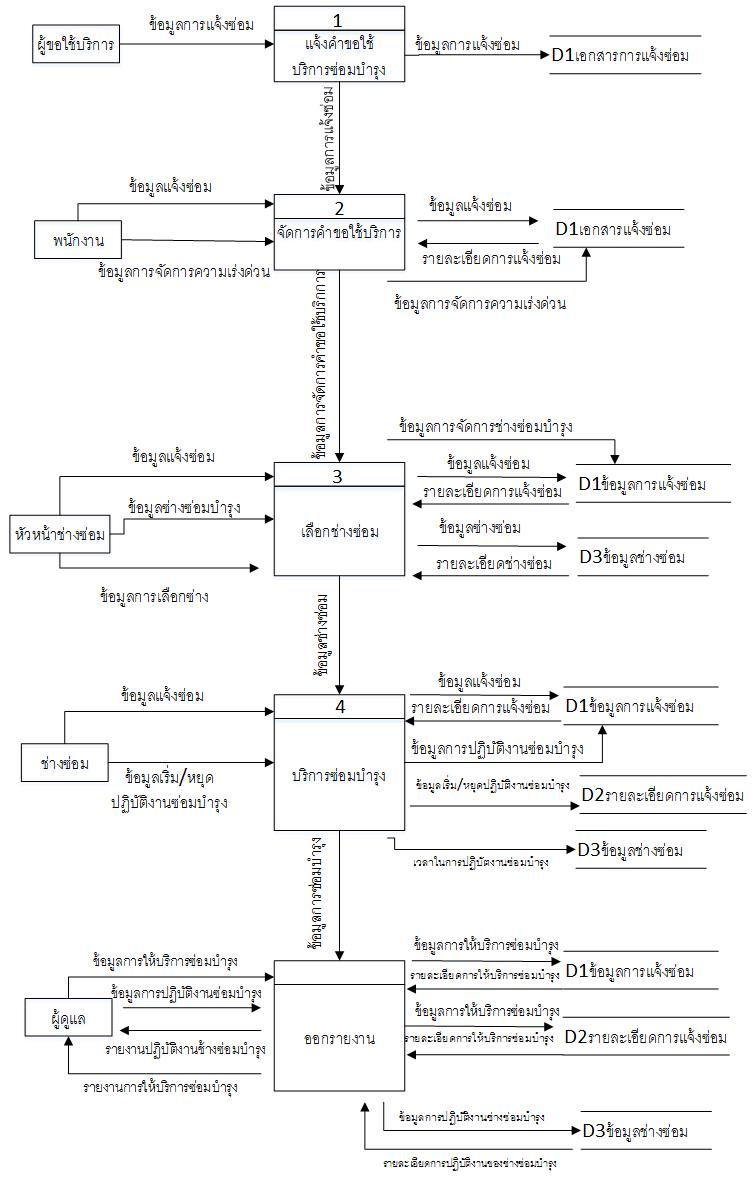 ข้อมูลการแจ้งซ่อม
1
ผู้ขอใช้บริการ
แจ้งคำขอใช้
บริการซ่อมบำรุง
ข้อมูลการแจ้งซ่อม
D1เอกสารการแจ้งซ่อม
ข้อมูลการแจ้งซ่อม
ข้อมูลแจ้งซ่อม
2
พนักงาน
จัดการคำขอใช้บริการ
ข้อมูลแจ้งซ่อม
D1เอกสารแจ้งซ่อม
รายละเอียดการแจ้งซ่อม
ข้อมูลการจัดการความเร่งด่วน
ข้อมูลการจัดการความเร่งด่วน
ข้อมูลการจัดการคำขอใช้บริกการ
ข้อมูลการจัดการช่างซ่อมบำรุง
ข้อมูลแจ้งซ่อม
3
ข้อมูลแจ้งซ่อม
รายละเอียดการแจ้งซ่อม
D1ข้อมูลการแจ้งซ่อม
ข้อมูลซ่างซ่อมบำรุง
หัวหน้าช่างซ่อม
เลือกช่างซ่อม
ข้อมูลซ่างซ่อม
รายละเอียดช่างซ่อม
D3ข้อมูลช่างซ่อม
ข้อมูลการเลือกซ่าง
ข้อมูลช่างซ่อม
ข้อมูลแจ้งซ่อม
4
ข้อมูลแจ้งซ่อม
รายละเอียดการแจ้งซ่อม
D1ข้อมูลการแจ้งซ่อม
ช่างซ่อม
บริการซ่อมบำรุง
ข้อมูลการปฏิบัติงานซ่อมบำรุง
ข้อมูลเริ่ม/หยุด
ปฏิบัติงานซ่อมบำรุง
ข้อมูลเริ่ม/หยุดปฏิบัติงานซ่อมบำรุง
D2รายละเอียดการแจ้งซ่อม
D3ข้อมูลช่างซ่อม
เวลาในการปฏิบัตงานซ่อมบำรุง
ข้อมูลการซ่อมบำรุง
ข้อมูลการให้บริการซ่อมบำรุง
ข้อมูลการให้บริการซ่อมบำรุง
รายละเอียดการให้บริการซ่อมบำรุง
D1ข้อมูลการแจ้งซ่อม
ข้อมูลการปฏิบัติงานซ่อมบำรุง
ผู้ดูแล
ออกรายงาน
ข้อมูลการให้บริการซ่อมบำรุง
รายละเอียดการให้บริการซ่อมบำรุง
D2รายละเอียดการแจ้งซ่อม
รายงานปฏิบัติงานช้างซ่อมบำรุง
รายงานการให้บริการซ่อมบำรุง
ข้อมูลการปฏิบัติงานช่างซ่อมบำรุง
D3ข้อมูลช่างซ่อม
รายละเอียดการปฏิบัติงานของช่างซ่อมบำรุง